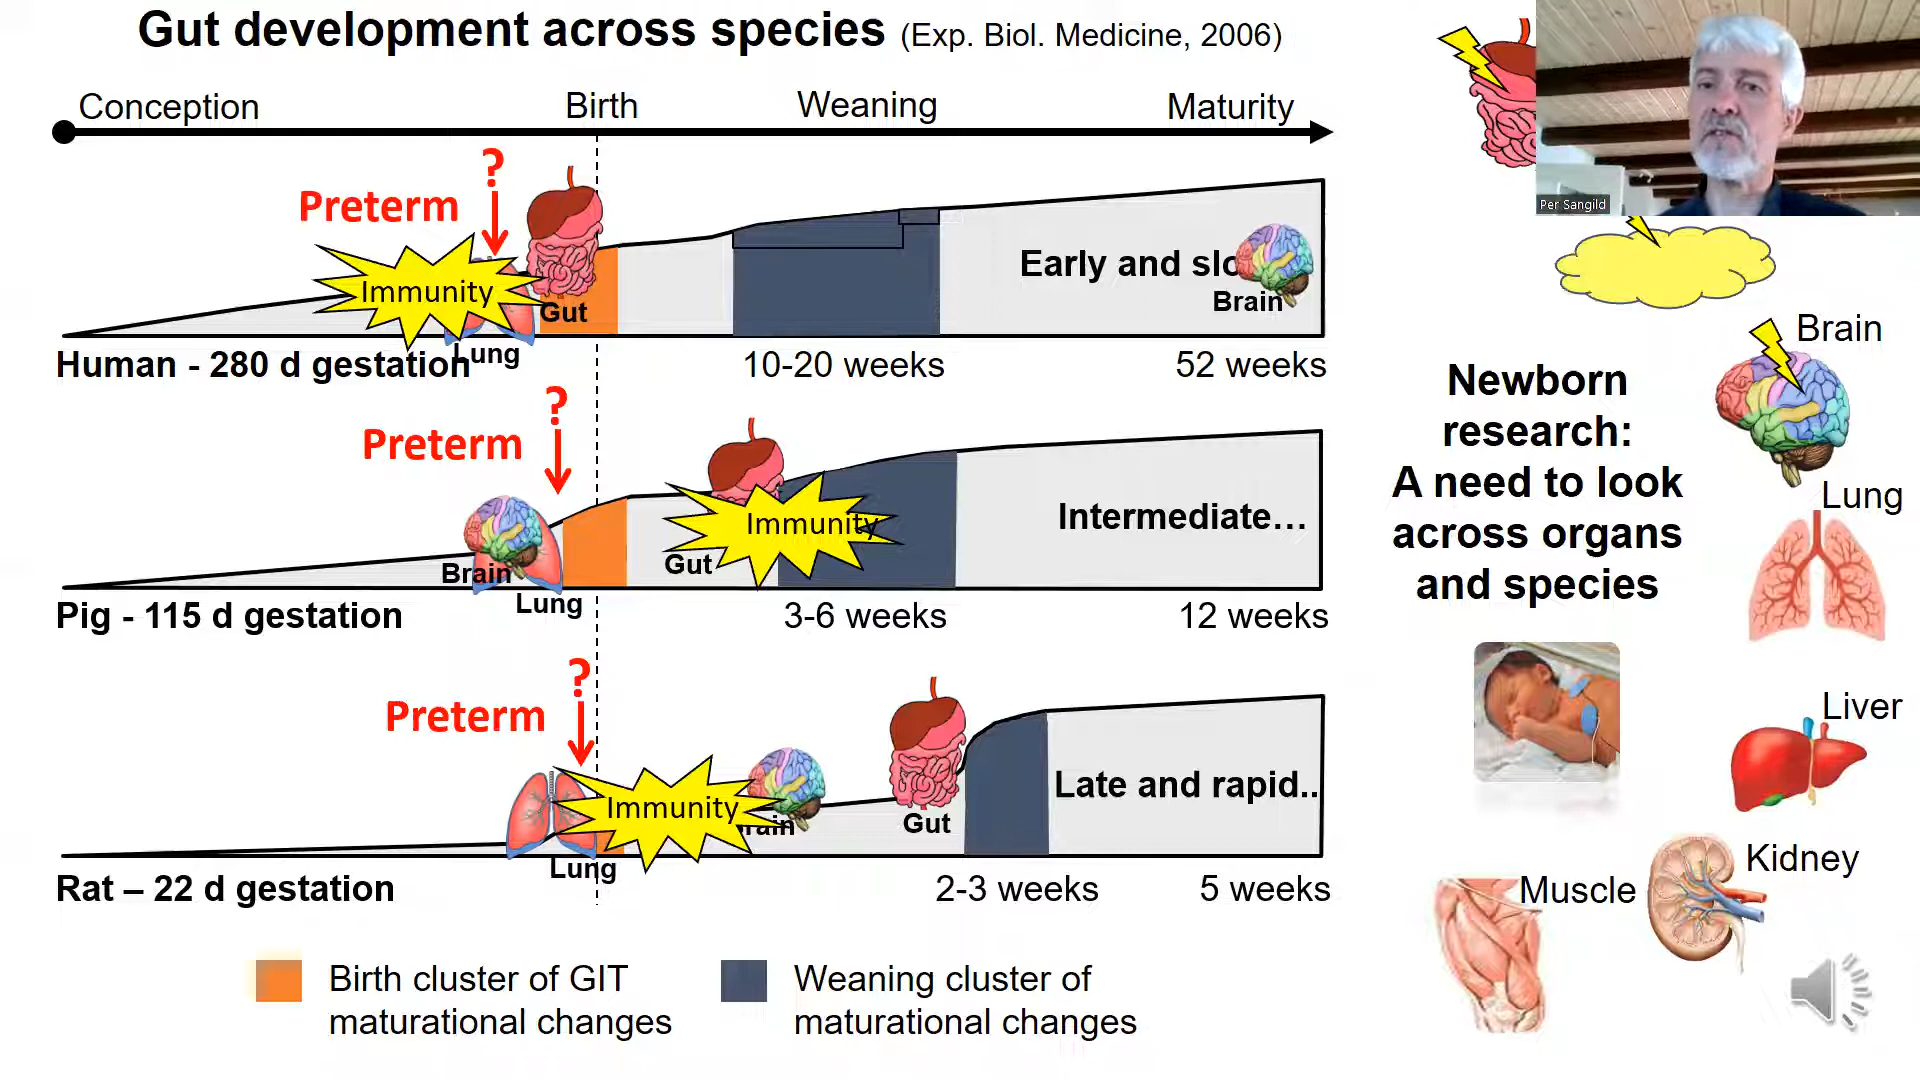 Gut development across species (Exp. Biol. Medicine, 2006)
Conception Birth Weaning Maturity
?
Preterm
Immunity
Gut
Lung
Early and slo
Brain
Human - 280 d gestation 10-20 weeks 52 weeks
?
Preterm
Immunity
Brain
Gut
Lung
Intermediate…
Pig - 115 d gestation 3-6 weeks 12 weeks
?
Preterm
Immunity
rain
Gut
Lung
Late and rapid..
Rat – 22 d gestation 2-3 weeks 5 weeks
Birth cluster of GIT
maturational changes
Weaning cluster of
maturational changes
Per Sangild
Newborn
research:
A need to look
across organs
and species
Brain
Lung
Liver
Kidney
Muscle